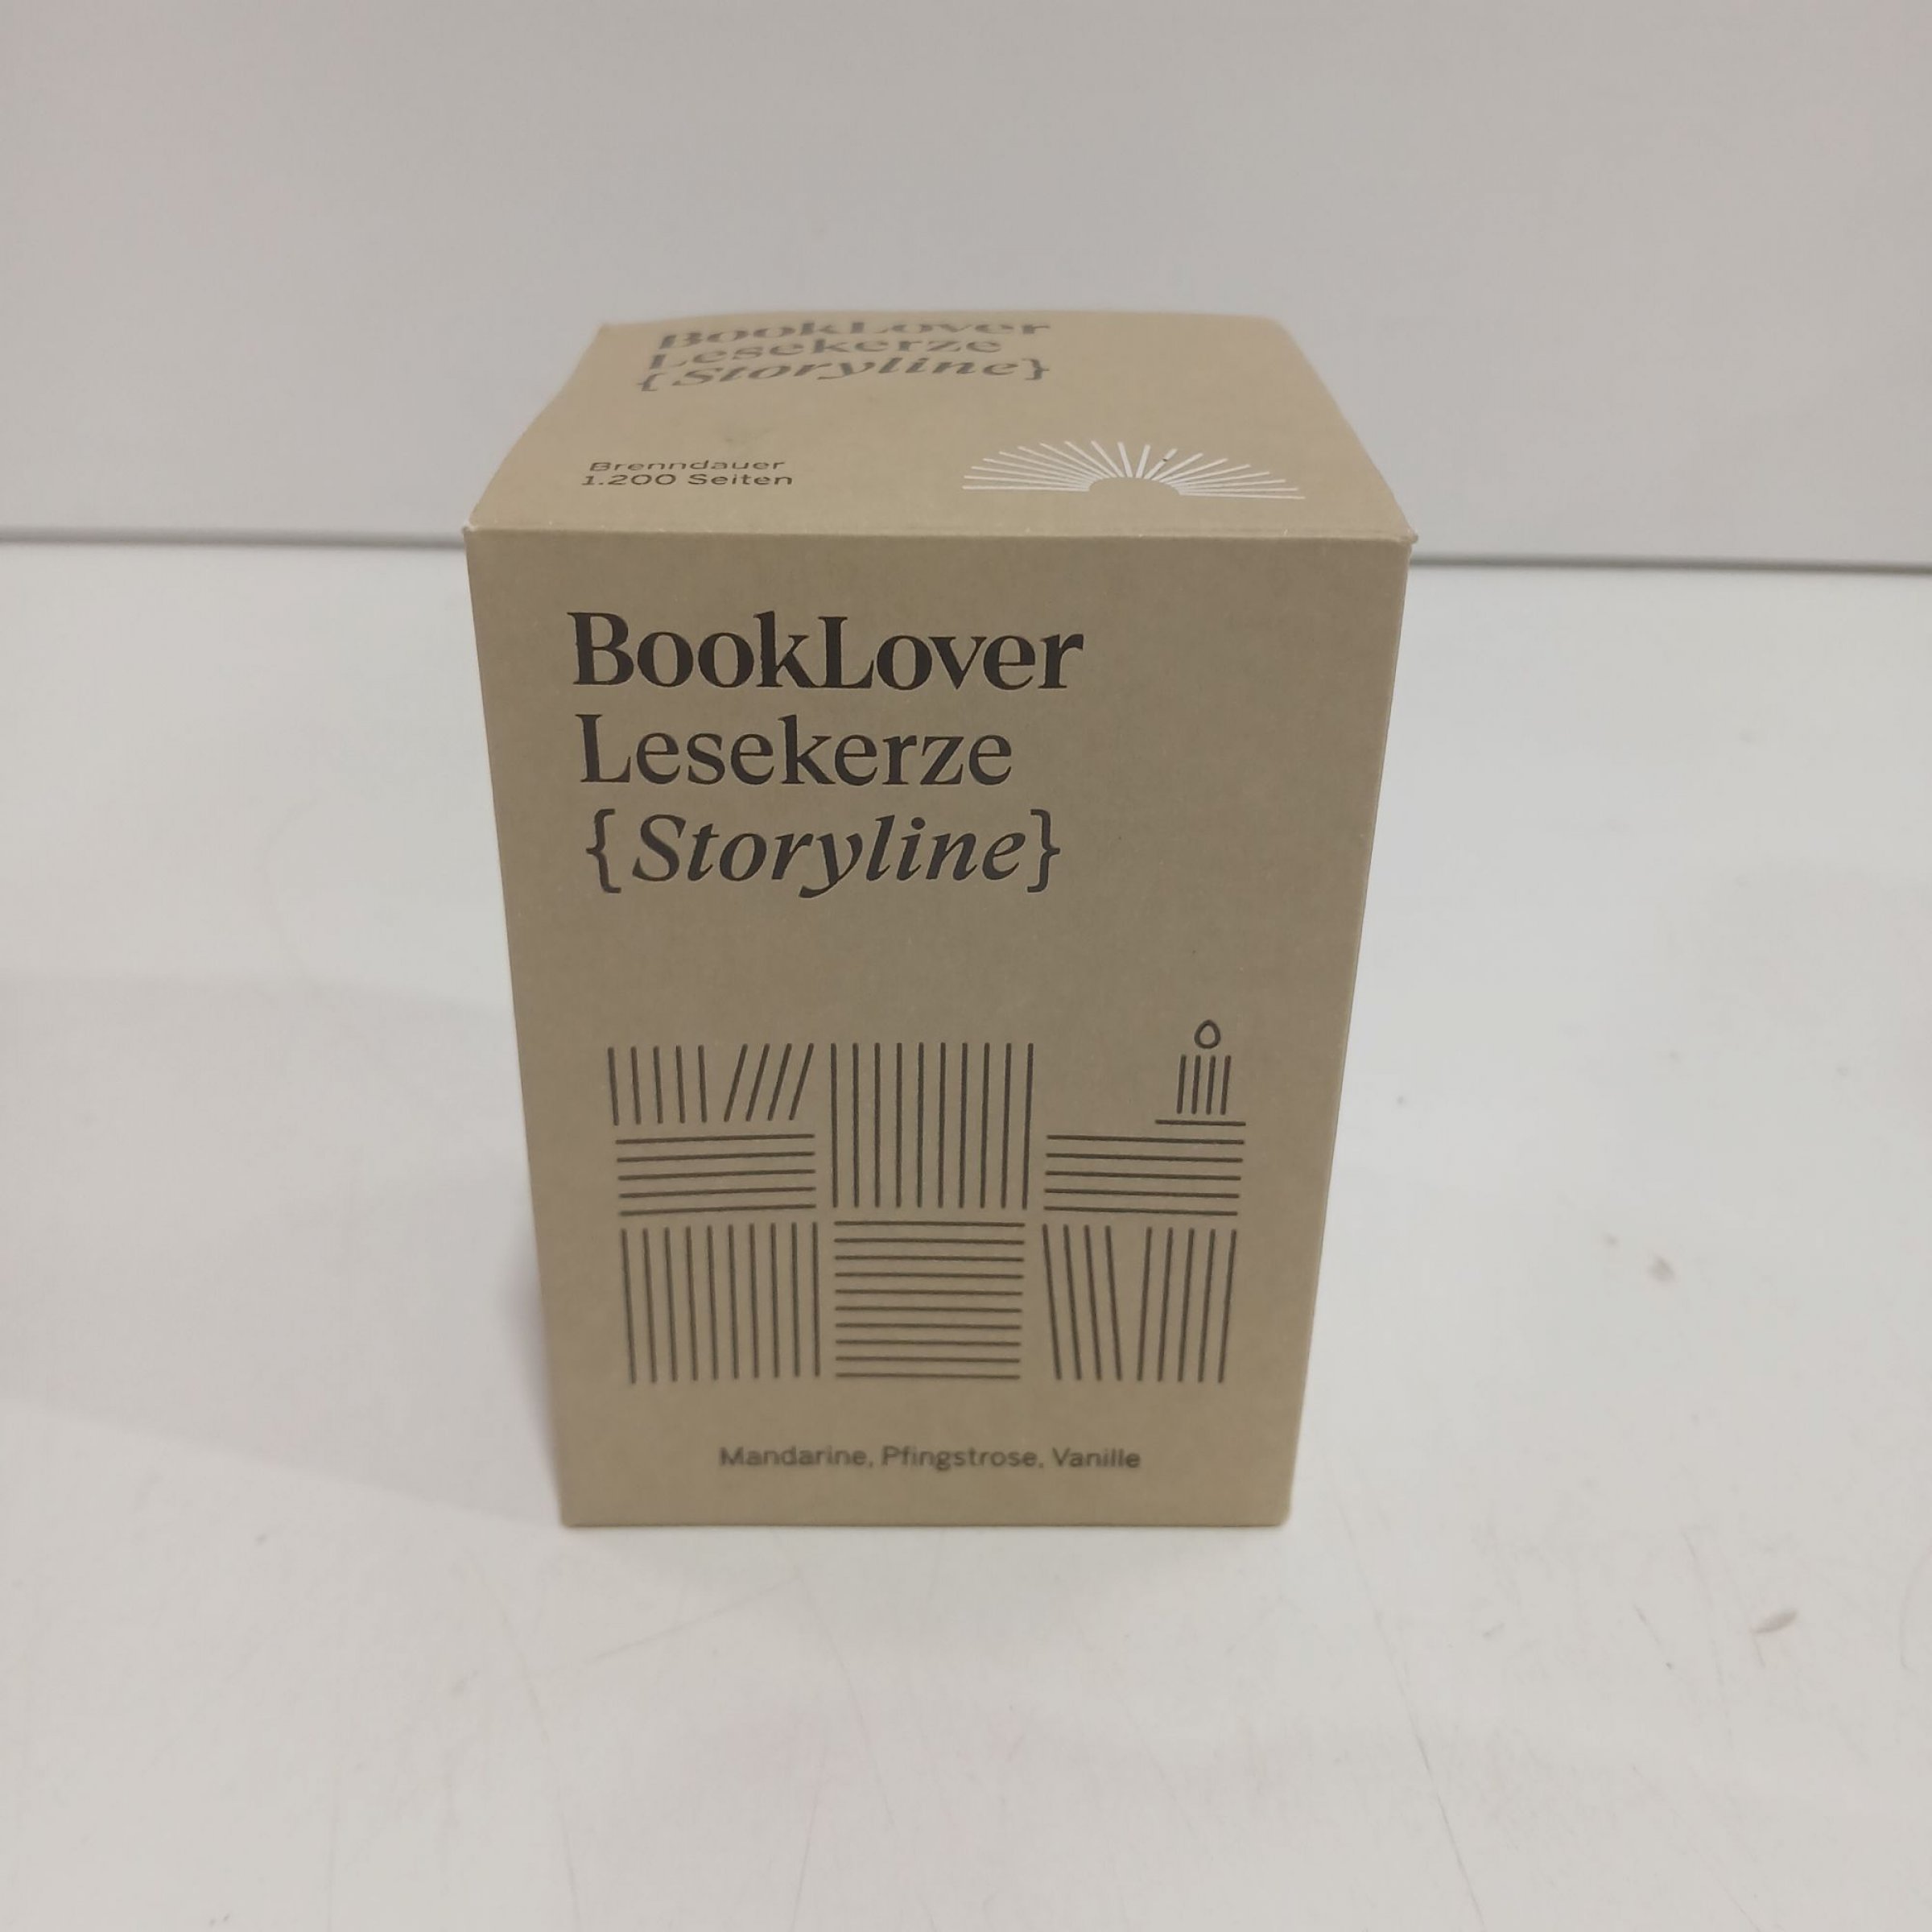 BookLover
Lesekerze
{Storyline}
Brenndauer
1.200 Seiten
BookLover
Lesekerze
{Storyline}
Mandarine, Pfingstrose, Vanille